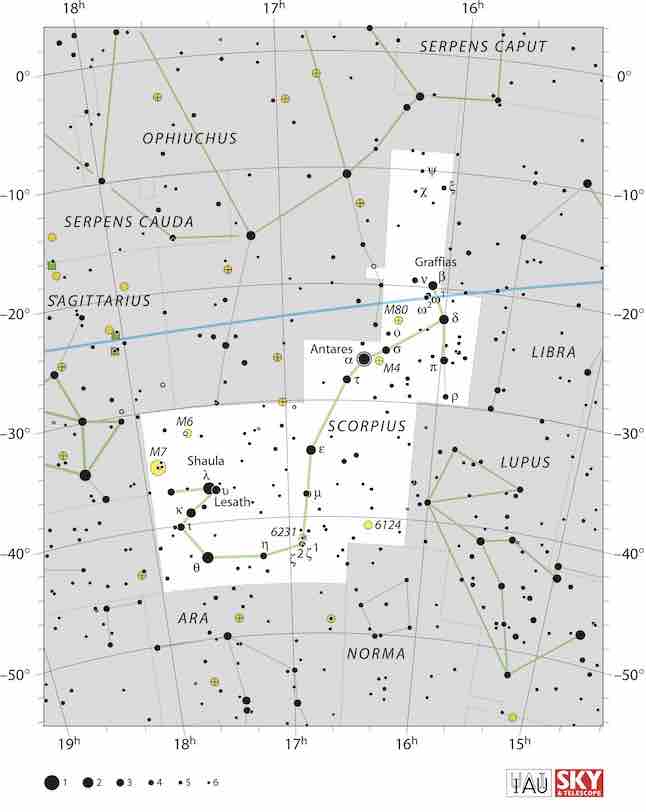 18h 17h 16h
SERPENS CAPUT
0° 0°
OPHIUCHUS
ψ
χ ξ
−10° −10°
SERPENS CAUDA
Graffias
ν β
SAGITTARIUS
ω1
ω2
M80
−20° −20°
δ
ο
Antares σ
α
M4
π
LIBRA
τ
ρ
M6
SCORPIUS
−30° −30°
ε
M7
Shaula
LUPUS
λ
υ
Lesath
μ
κ
ι
6231 6124
η
ζ2 ζ1
−40° −40°
θ
ARA
NORMA
−50° −50°
19h 18h 17h 16h 15h
1 2 3 4 5 6
IAU
SKY
& TELESCOPE